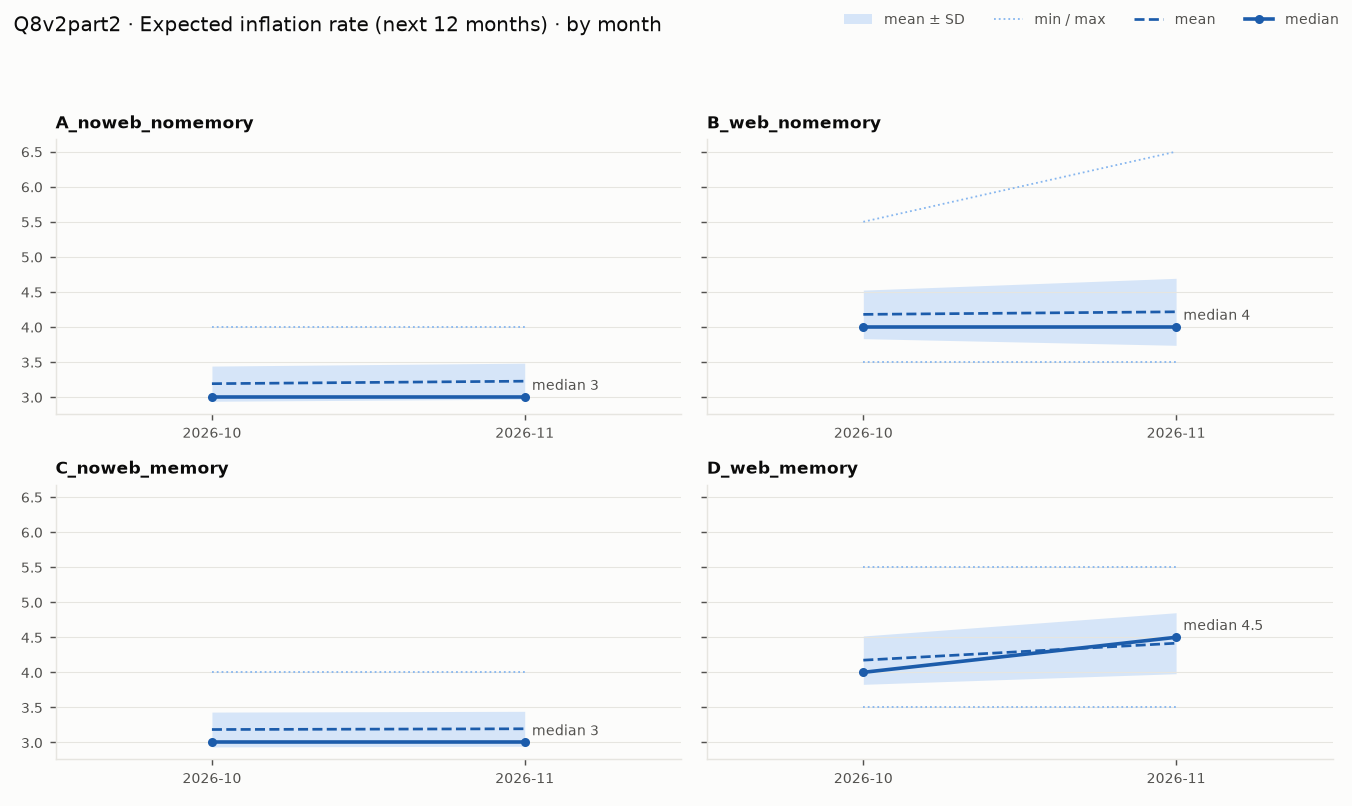 Q8v2part2 · Expected inflation rate (next 12 months) · by month
mean ± SD
min / max
mean
median
A_noweb_nomemory
6.5
6.0
5.5
5.0
4.5
4.0
3.5
3.0
median 3
2026-10
2026-11
B_web_nomemory
median 4
2026-10
2026-11
C_noweb_memory
6.5
6.0
5.5
5.0
4.5
4.0
3.5
3.0
median 3
2026-10
2026-11
D_web_memory
median 4.5
2026-10
2026-11